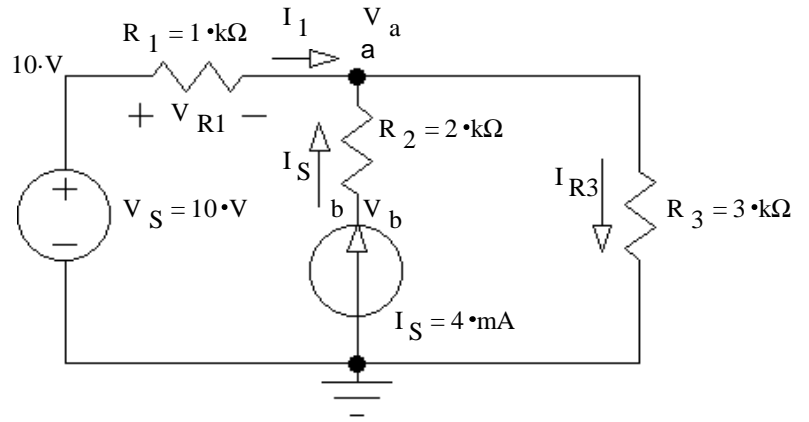 I 1 V a
R 1 = 1 •kΩ a
10·V
+ V R1 −
R 2 = 2 •kΩ
I S
I R3
b V b
+
V S = 10 •V
R 3 = 3 •kΩ
−
I S = 4 •mA